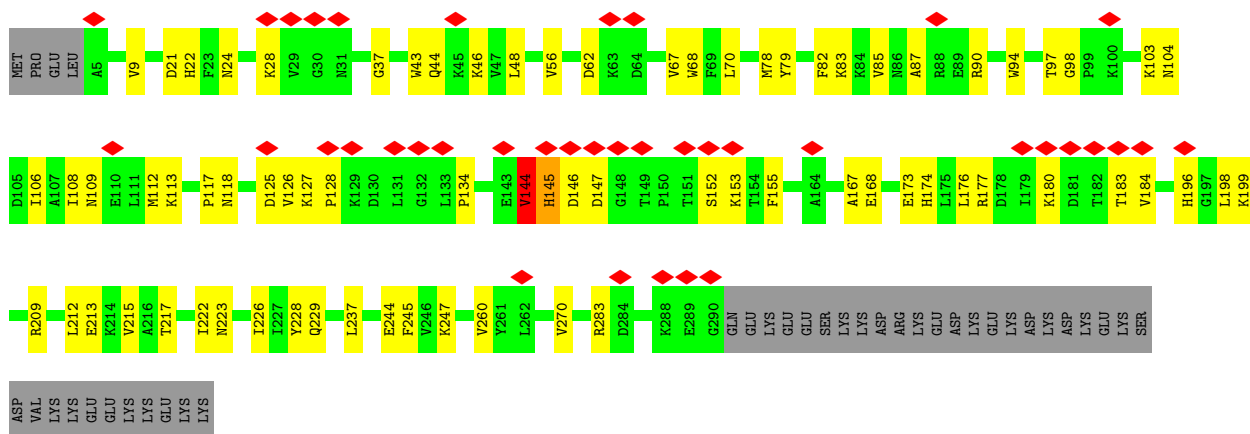 MET PRO GLU LEU A5 V9 D21 H22 F23 N24 K28 V29 G30 N31 G37 W43 Q44 K45 K46 V47 L48 V56 D62 K63 D64 V67 W68 F69 L70 M78 Y79 F82 K83 K84 V85 N86 A87 R88 E89 R90 W94 T97 G98 P99 K100 K103 N104
D105 I106 A107 I108 N109 E110 L111 M112 K113 P117 N118 D125 V126 K127 P128 K129 D130 L131 G132 L133 P134 E143 V144 H145 D146 D147 G148 T149 P150 T151 S152 K153 T154 F155 A164 A167 E168 E173 H174 L175 L176 R177 D178 I179 K180 D181 T182 T183 V184 H196 G197 L198 K199
R209 L212 E213 K214 V215 A216 T217 I222 N223 I226 I227 Y228 Q229 L237 E244 F245 V246 K247 V260 Y261 L262 V270 R283 D284 K288 E289 G290 GLN GLU LYS GLU GLU SER LYS LYS ASP ARG LYS GLU ASP LYS GLU LYS ASP LYS ASP LYS GLU LYS SER
ASP VAL LYS LYS GLU GLU LYS LYS GLU LYS LYS